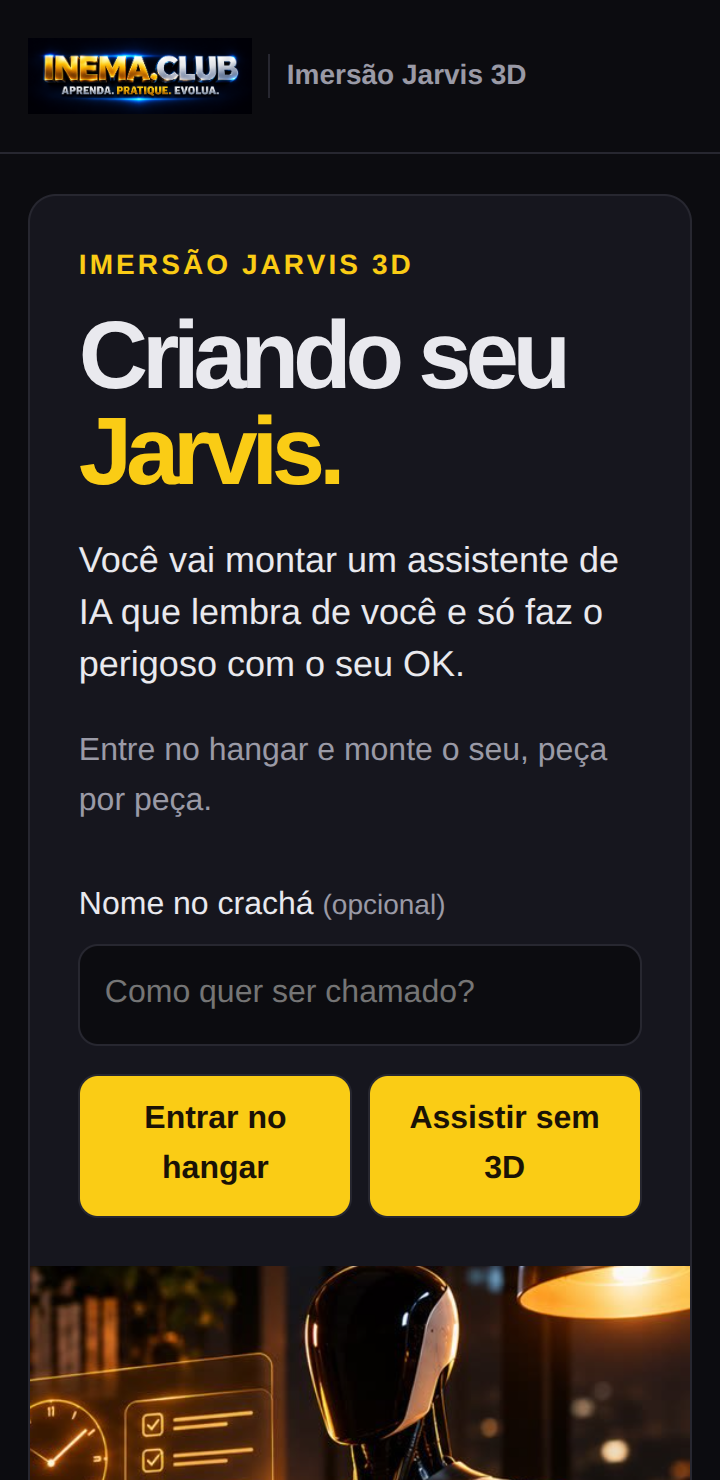 INEMA.CLUB
APRENDA. PRATIQUE. EVOLUA.
Imersão Jarvis 3D
IMERSÃO JARVIS 3D
Criando seu
Jarvis.
Você vai montar um assistente de
IA que lembra de você e só faz o
perigoso com o seu OK.
Entre no hangar e monte o seu, peça
por peça.
Nome no crachá (opcional)
Como quer ser chamado?
Entrar no
hangar
Assistir sem
3D
11